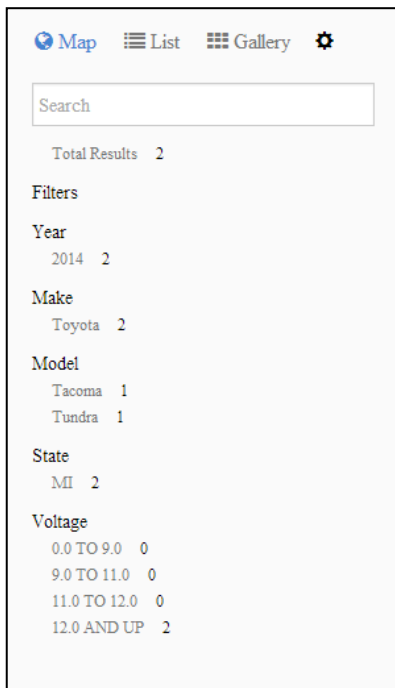 Map List Gallery
Search
Total Results 2
Filters
Year
2014 2
Make
Toyota 2
Model
Tacoma 1
Tundra 1
State
MI 2
Voltage
0.0 TO 9.0 0
9.0 TO 11.0 0
11.0 TO 12.0 0
12.0 AND UP 2